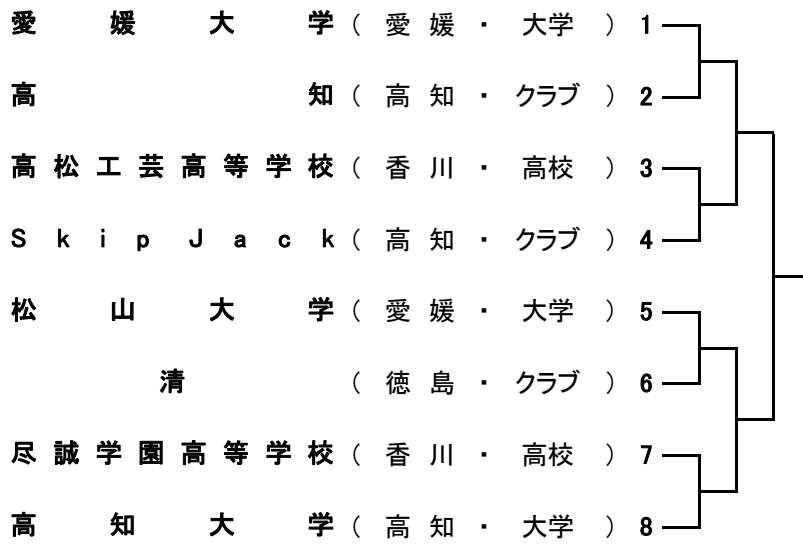 愛媛大学（愛媛・大学）1
高知（高知・クラブ）2
高松工芸高等学校（香川・高校）3
SkipJack（高知・クラブ）4
松山大学（愛媛・大学）5
清（徳島・クラブ）6
尽誠学園高等学校（香川・高校）7
高知大学（高知・大学）8